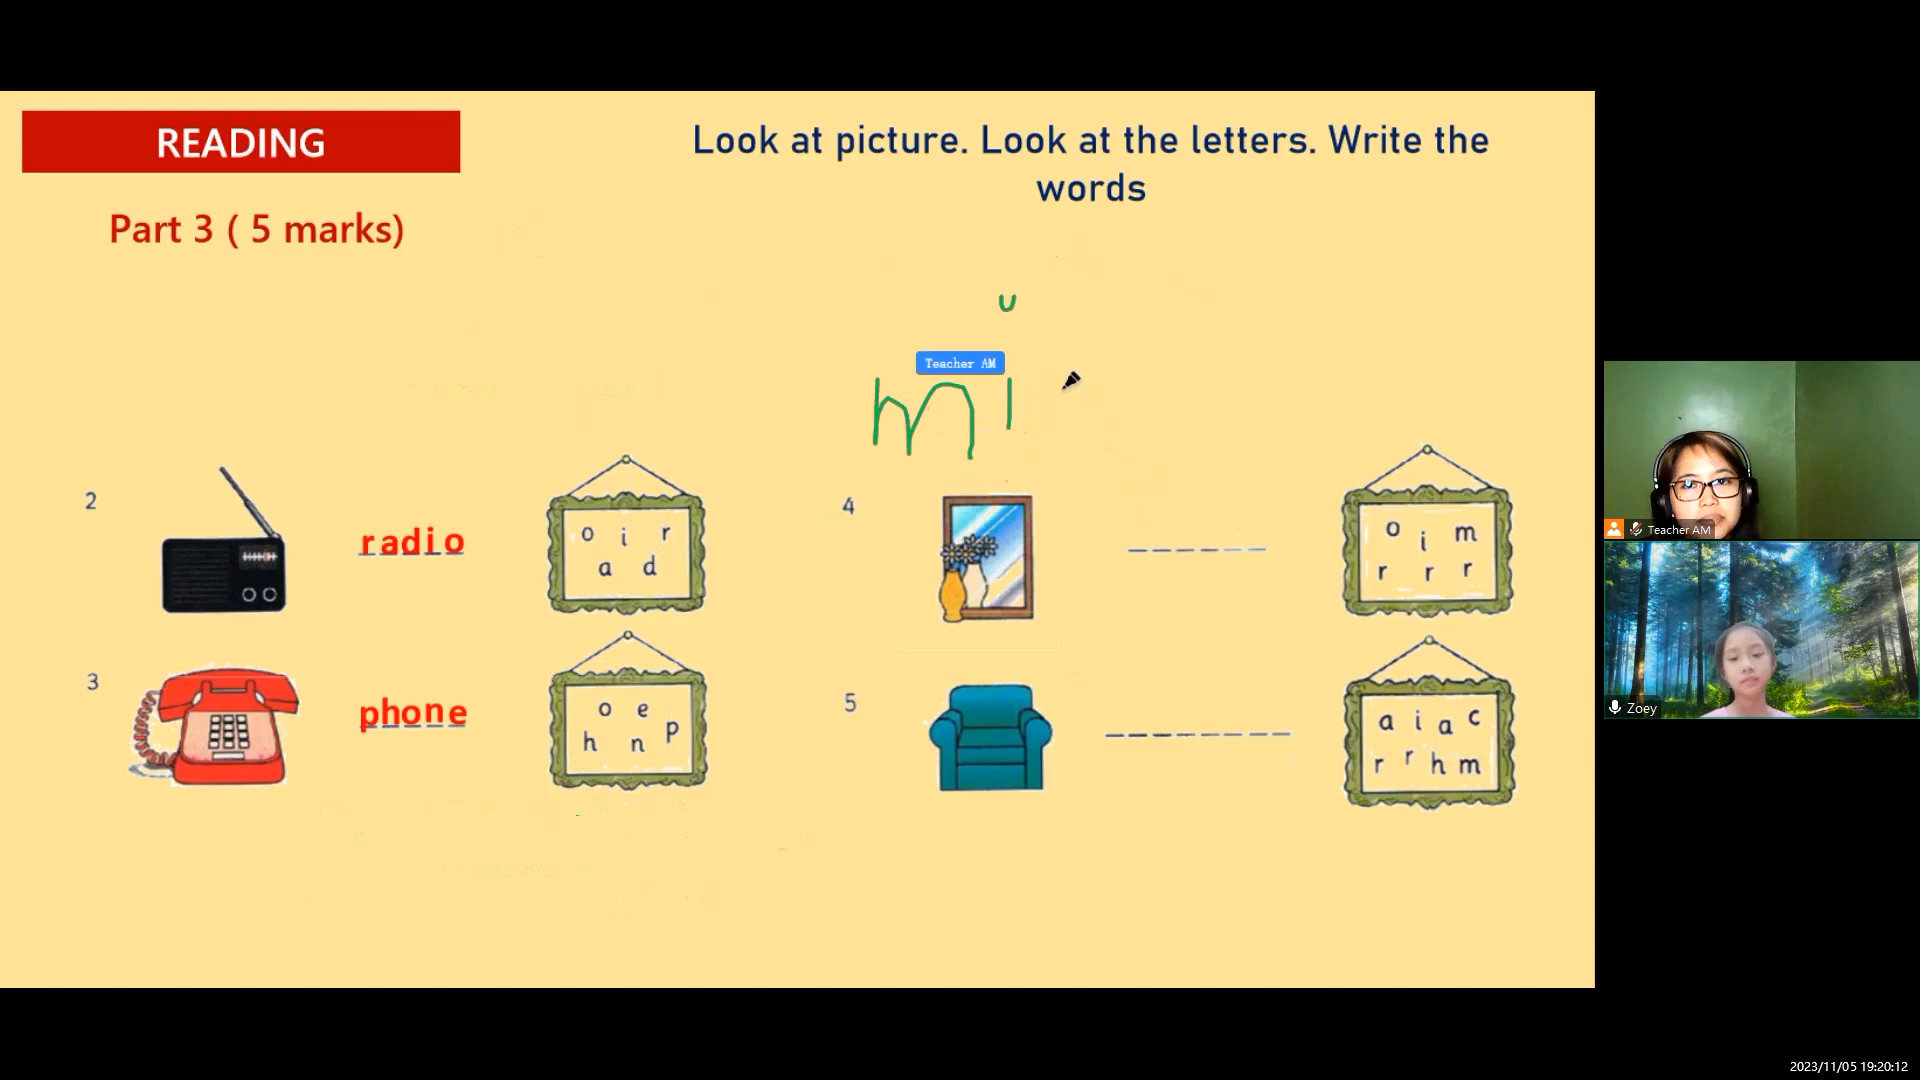 READING
Look at picture. Look at the letters. Write the
words
Part 3 ( 5 marks)
u
Teacher AM
mi
2
radio
o i r
a d
4
o i m
r r r
3
phone
o e
h n p
5
a i a c
r r h m
Teacher AM
Zoey
2023/11/05 19:20:12